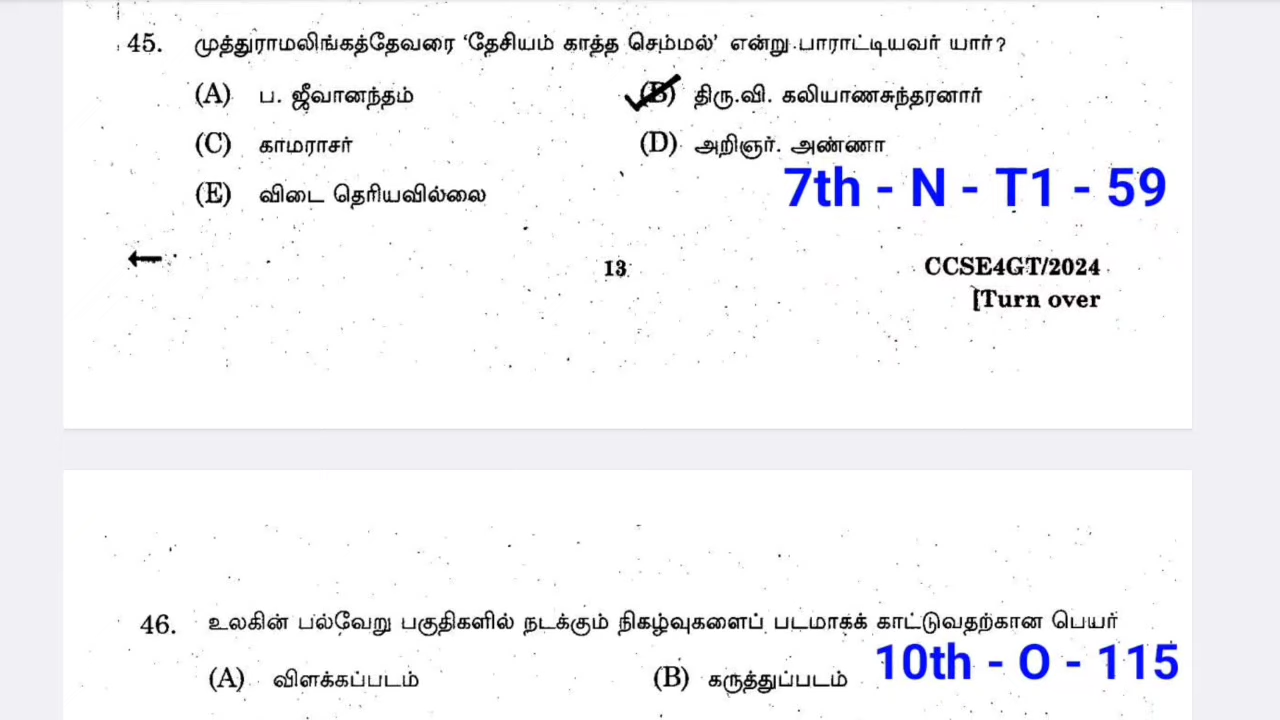 45. முத்துராமலிங்கத்தேவரை ‘தேசியம் காத்த செம்மல்’ என்று பாராட்டியவர் யார்?
(A) ப. ஜீவானந்தம் (B) திரு.வி. கலியாணசுந்தரனார்
(C) காமராசர் (D) அறிஞர். அண்ணா
(E) விடை தெரியவில்லை
7th - N - T1 - 59
13 CCSE4GT/2024
[Turn over
46. உலகின் பல்வேறு பகுதிகளில் நடக்கும் நிகழ்வுகளைப் படமாகக் காட்டுவதற்கான பெயர்
10th - O - 115
(A) விளக்கப்படம் (B) கருத்துப்படம்